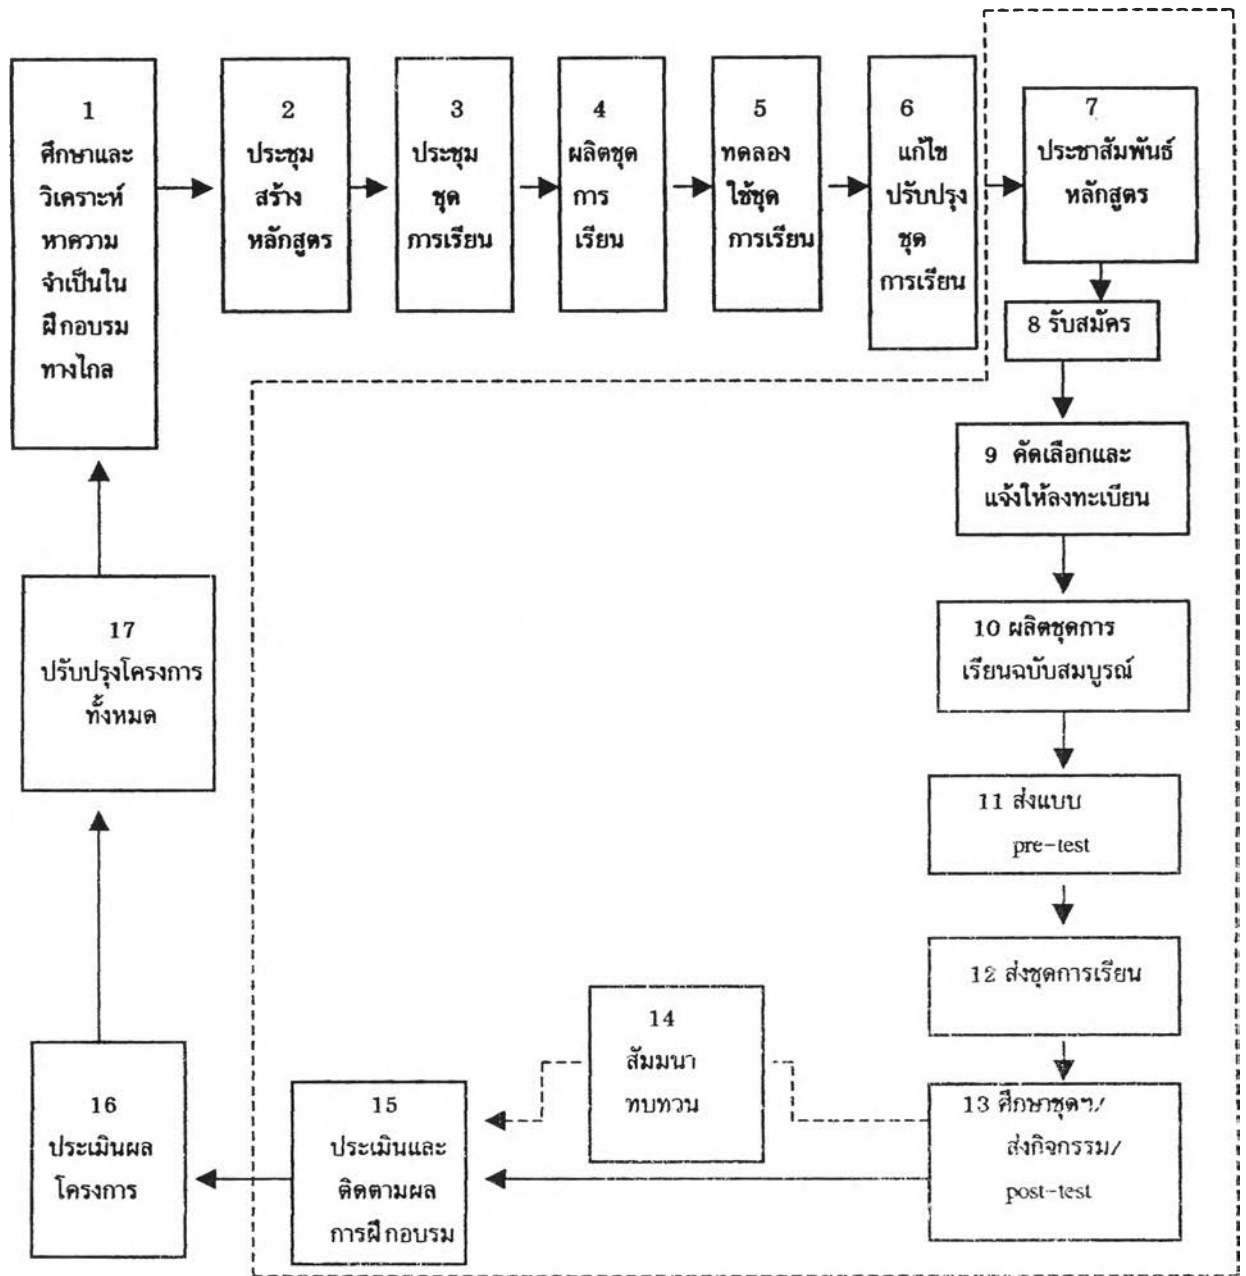 1
ศึกษาและ
วิเคราะห์
หาความ
จำเป็นใน
ฝึกอบรม
ทางไกล
2
ประชุม
สร้าง
หลักสูตร
3
ประชุม
ชุด
การเรียน
4
ผลิตชุด
การ
เรียน
5
ทดลอง
ใช้ชุด
การเรียน
6
แก้ไข
ปรับปรุง
ชุด
การเรียน
7
ประชาสัมพันธ์
หลักสูตร
8 รับสมัคร
9 คัดเลือกและ
แจ้งให้ลงทะเบียน
10 ผลิตชุดการ
เรียนฉบับสมบูรณ์
11 ส่งแบบ
pre-test
12 ส่งชุดการเรียน
13 ศึกษาชุดฯ/
ส่งกิจกรรม/
post-test
14
สัมมนา
ทบทวน
15
ประเมินและ
ติดตามผล
การฝึกอบรม
16
ประเมินผล
โครงการ
17
ปรับปรุงโครงการ
ทั้งหมด